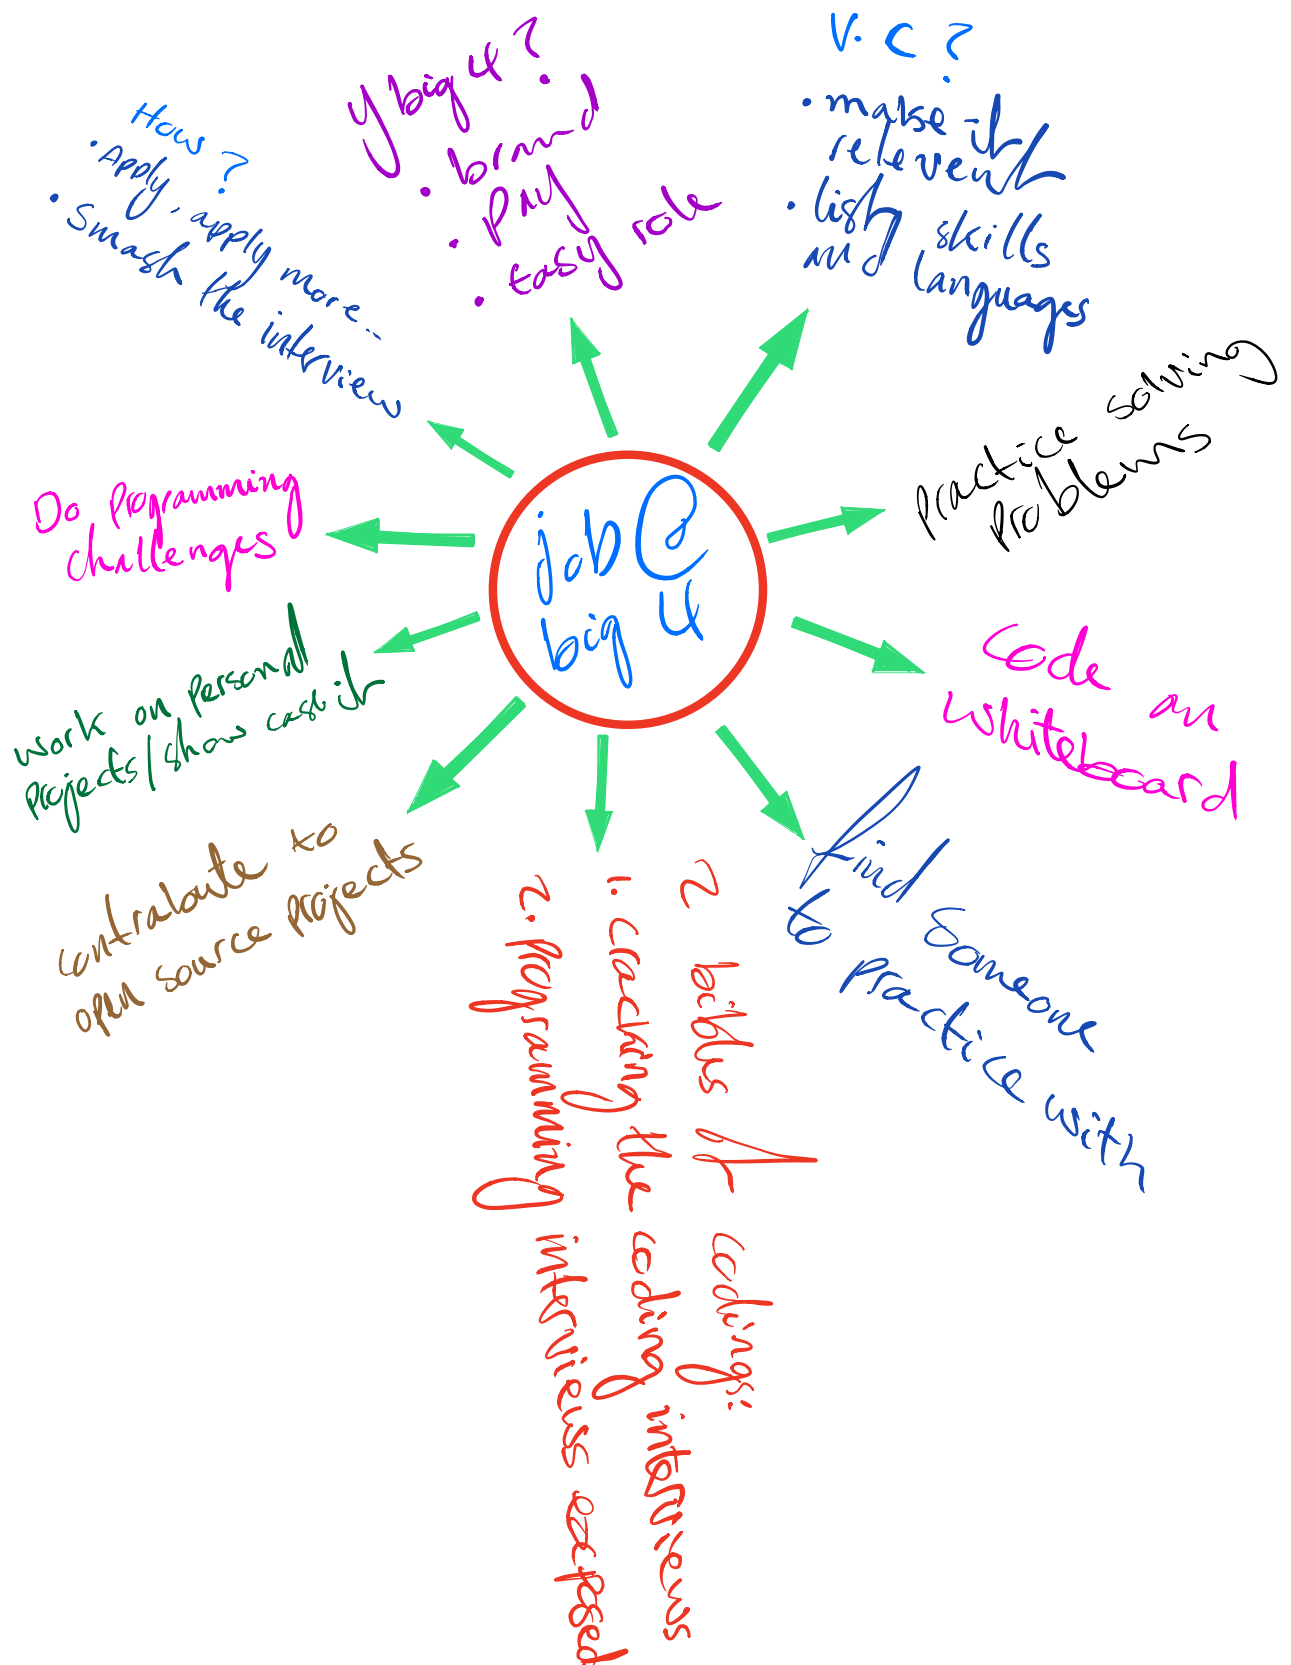 job @
big 4
How?
• Apply, apply more...
• Smash the interview
y big 4?
• brand
• pay
• easy role
V.C?
• make it
relevent
• list skills
and languages
practice solving
problems
Code on
whiteboard
find someone
to practice with
2 bibles of codings:
1. cracking the coding interviews
2. programming interviews exposed
contralbute to
open source projects
work on personal
projects/show case it
Do programming
challenges